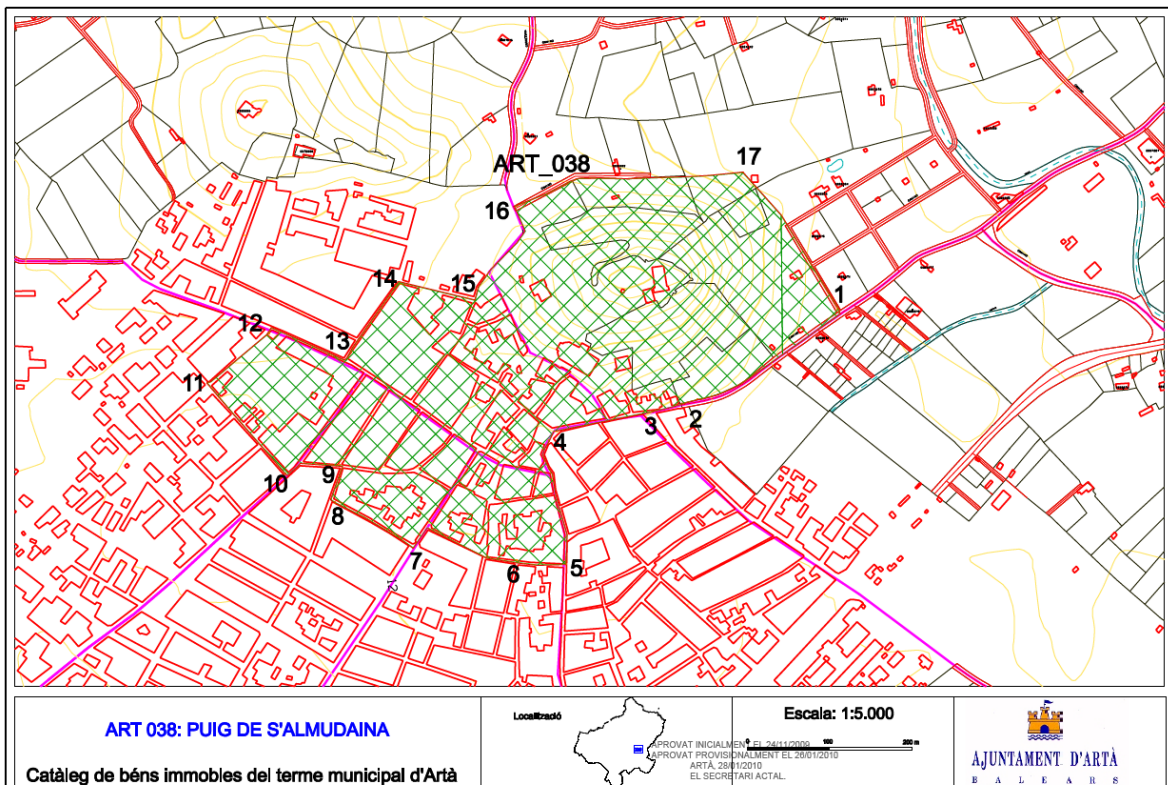 ART_038
17
16
1
14
15
12
13
11
2
3
4
9
10
8
7
5
6
12
ART 038: PUIG DE S'ALMUDAINA
Catàleg de béns immobles del terme municipal d'Artà
Localització
Escala: 1:5.000
0 100 200 m
APROVAT INICIALMENT EL 24/11/2009
APROVAT PROVISIONALMENT EL 26/01/2010
ARTÀ, 28/01/2010
EL SECRETARI ACTAL.
AJUNTAMENT D'ARTÀ
BALEARS